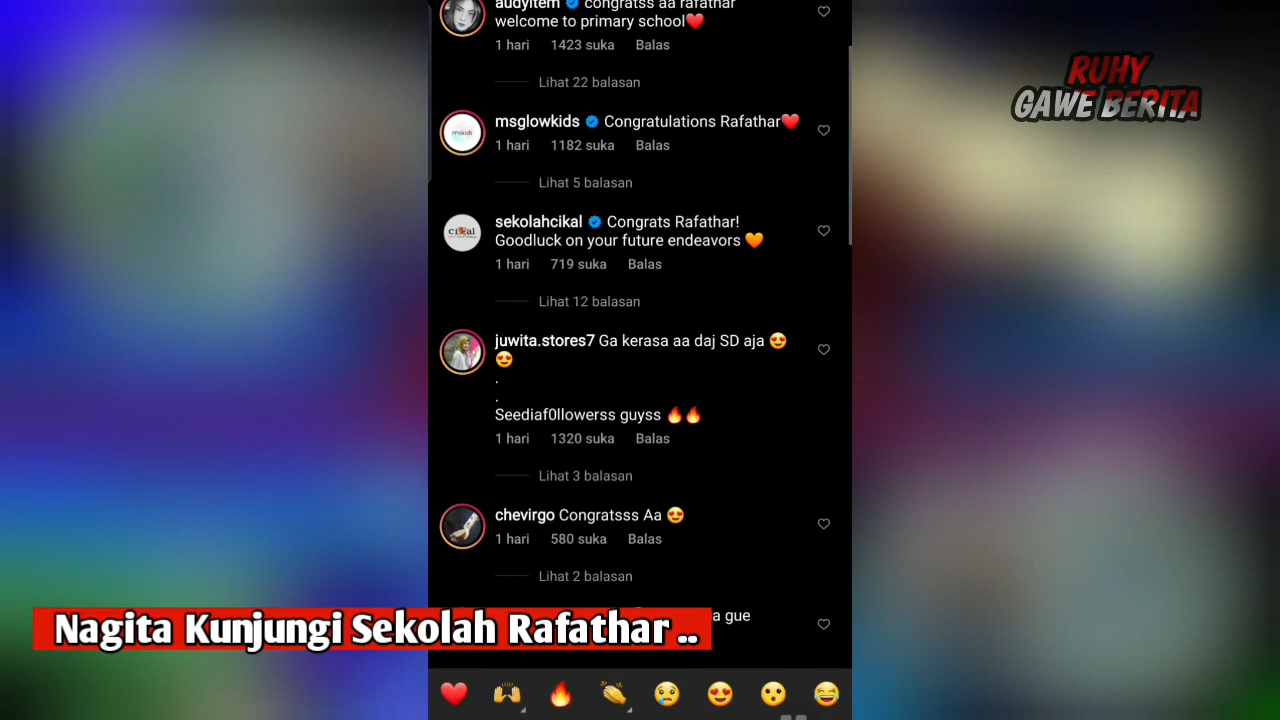 audyitem congratss aa rafathar
welcome to primary school❤️
1 hari 1423 suka Balas
Lihat 22 balasan
RUHY
GAWE BERITA
mskids
msglowkids Congratulations Rafathar❤️
1 hari 1182 suka Balas
Lihat 5 balasan
cikal
sekolahcikal Congrats Rafathar!
Goodluck on your future endeavors 🧡
1 hari 719 suka Balas
Lihat 12 balasan
juwita.stores7 Ga kerasa aa daj SD aja 😍
😍
.
.
Seediaf0llowerss guyss 🔥🔥
1 hari 1320 suka Balas
Lihat 3 balasan
chevirgo Congratsss Aa 😍
1 hari 580 suka Balas
Lihat 2 balasan
a gue
Nagita Kunjungi Sekolah Rafathar ..
❤️ 🙌 🔥 👏 😢 😍 😮 😂